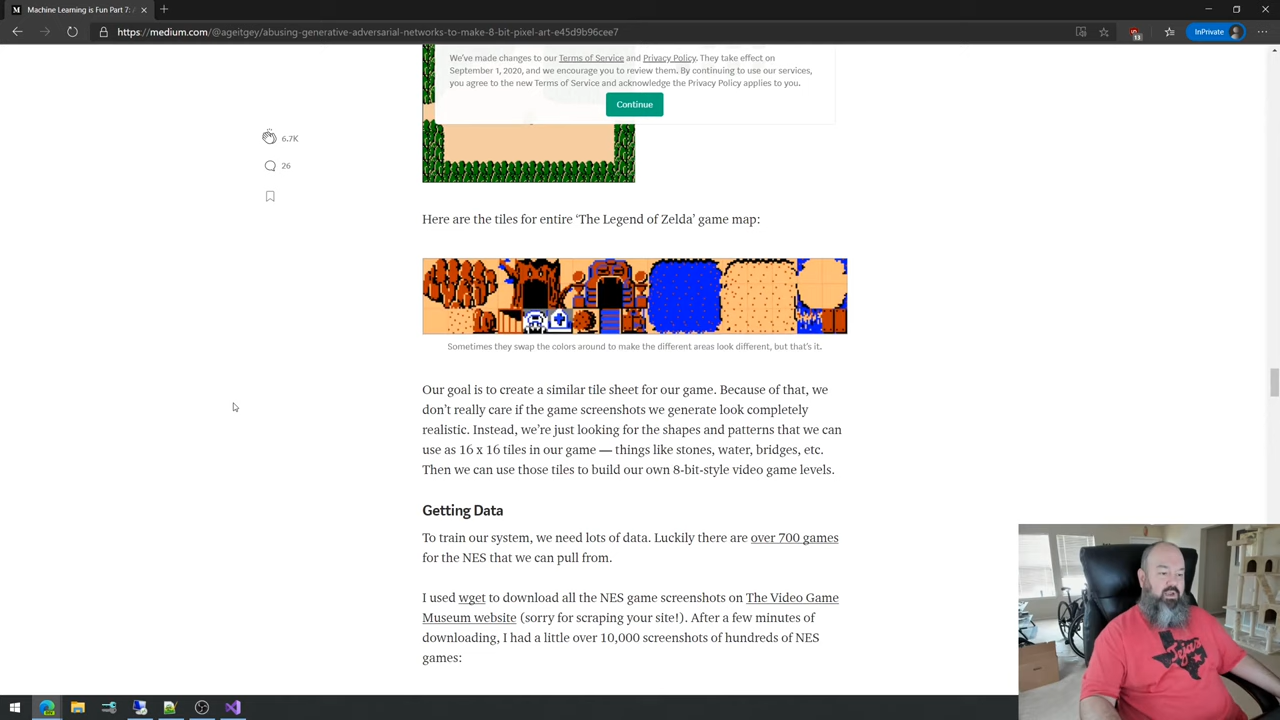 Machine Learning is Fun Part 7:
InPrivate
https://medium.com/@ageitgey/abusing-generative-adversarial-networks-to-make-8-bit-pixel-art-e45d9b96cee7
13
We've made changes to our Terms of Service and Privacy Policy. They take effect on
September 1, 2020, and we encourage you to review them. By continuing to use our services,
you agree to the new Terms of Service and acknowledge the Privacy Policy applies to you.
Continue
6.7K
26
Here are the tiles for entire ‘The Legend of Zelda’ game map:
Sometimes they swap the colors around to make the different areas look different, but that's it.
Our goal is to create a similar tile sheet for our game. Because of that, we
don’t really care if the game screenshots we generate look completely
realistic. Instead, we’re just looking for the shapes and patterns that we can
use as 16 x 16 tiles in our game — things like stones, water, bridges, etc.
Then we can use those tiles to build our own 8-bit-style video game levels.
Getting Data
To train our system, we need lots of data. Luckily there are over 700 games
for the NES that we can pull from.
I used wget to download all the NES game screenshots on The Video Game
Museum website (sorry for scraping your site!). After a few minutes of
downloading, I had a little over 10,000 screenshots of hundreds of NES
games:
Tejas